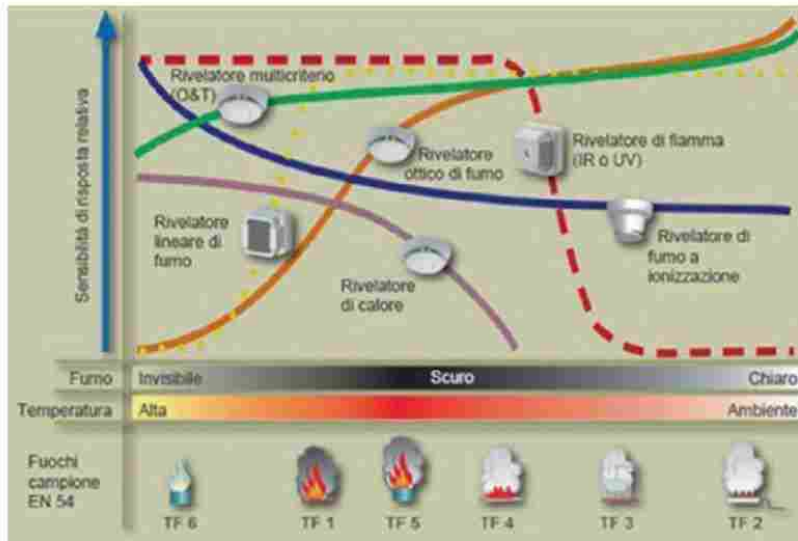 Sensibilità di risposta relativa
Rivelatore multicriterio
(O&T)
Rivelatore
ottico di fumo
Rivelatore di fiamma
(IR o UV)
Rivelatore
lineare di
fumo
Rivelatore
di calore
Rivelatore di
fumo a
ionizzazione
Fumo Invisibile Scuro Chiaro
Temperatura Alta Ambiente
Fuochi
campione
EN 54
TF 6 TF 1 TF 5 TF 4 TF 3 TF 2